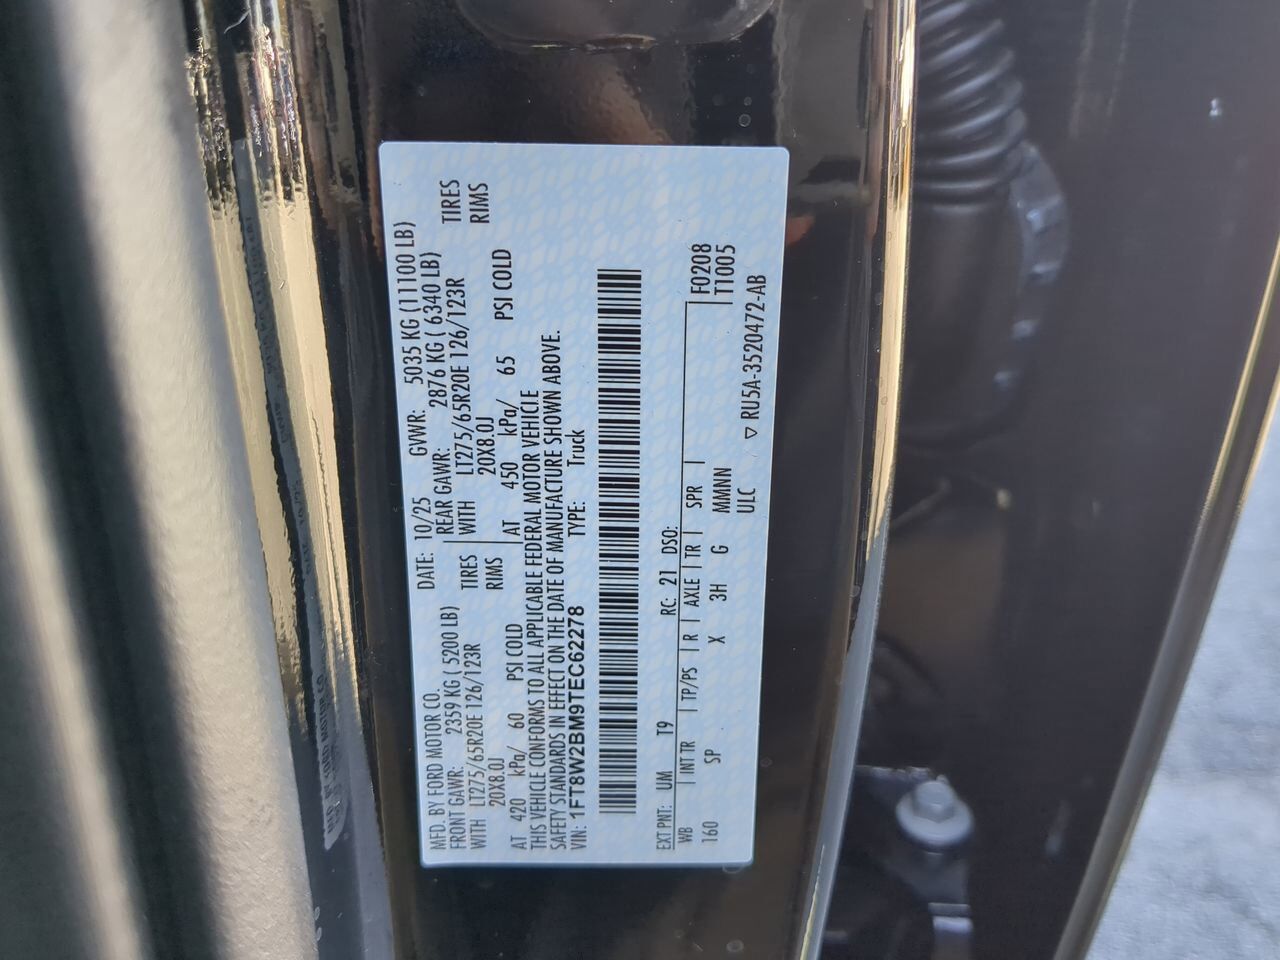 MFD. BY FORD MOTOR CO. DATE: 10/25 GVWR: 5035 KG (11100 LB)
FRONT GAWR: 2359 KG ( 5200 LB) REAR GAWR: 2876 KG ( 6340 LB)
WITH LT275/65R20E 126/123R TIRES WITH LT275/65R20E 126/123R TIRES
20X8.0J RIMS 20X8.0J RIMS
AT 420 kPa/ 60 PSI COLD AT 450 kPa/ 65 PSI COLD
THIS VEHICLE CONFORMS TO ALL APPLICABLE FEDERAL MOTOR VEHICLE
SAFETY STANDARDS IN EFFECT ON THE DATE OF MANUFACTURE SHOWN ABOVE.
VIN: 1FT8W2BM9TEC62278 TYPE: Truck
EXT PNT: UM T9 RC: 21 DSO: F0208
WB INT TR TP/PS R AXLE TR SPR T1005
160 SP X 3H G MMNN
ULC ▽ RU5A-3520472-AB